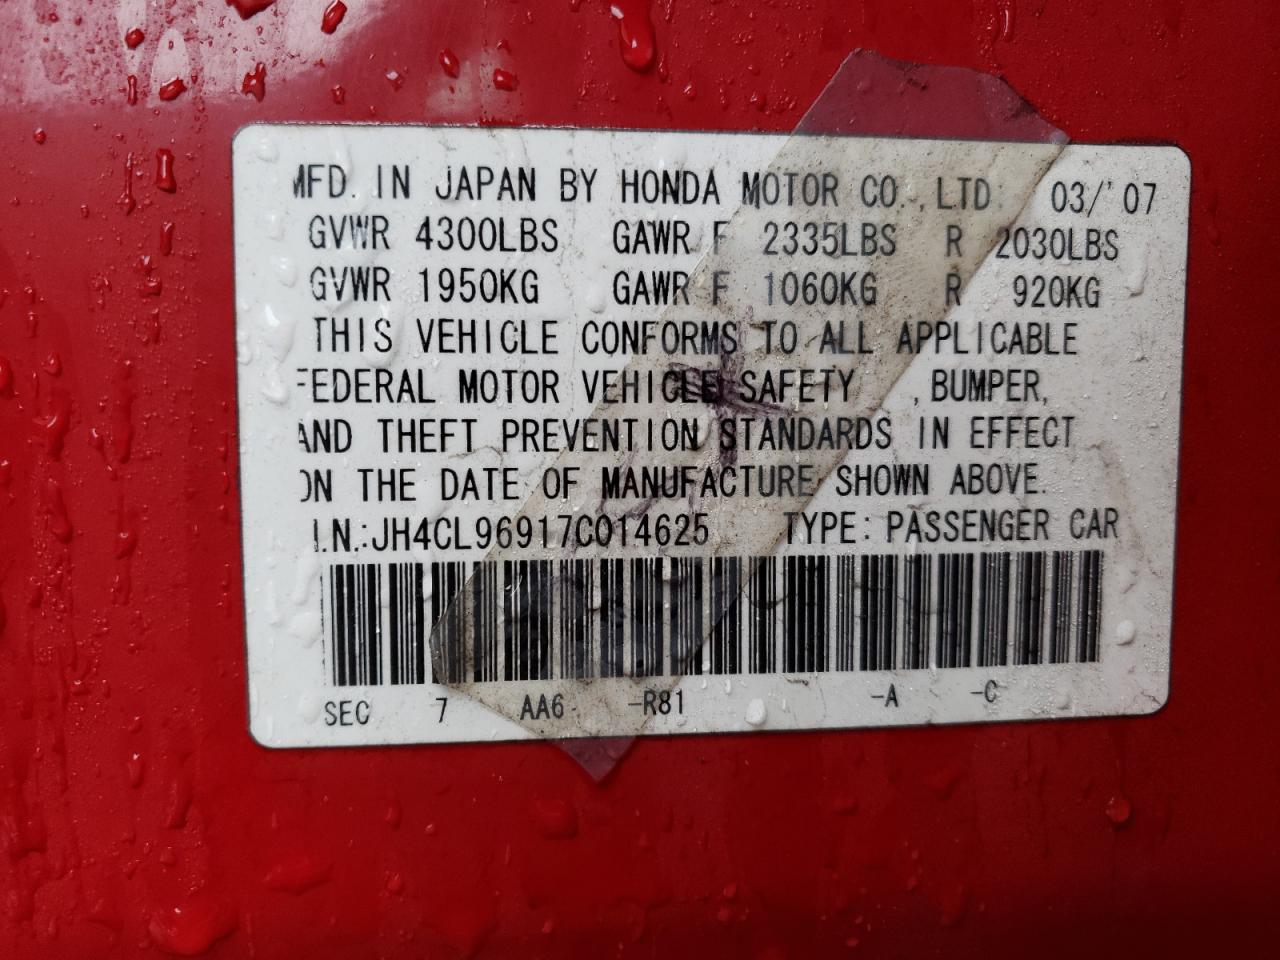 MFD. IN JAPAN BY HONDA MOTOR CO., LTD. 03/'07
GVWR 4300LBS GAWR F 2335LBS R 2030LBS
GVWR 1950KG GAWR F 1060KG R 920KG
THIS VEHICLE CONFORMS TO ALL APPLICABLE
FEDERAL MOTOR VEHICLE SAFETY , BUMPER,
AND THEFT PREVENTION STANDARDS IN EFFECT
ON THE DATE OF MANUFACTURE SHOWN ABOVE.
I.N.:JH4CL96917C014625 TYPE: PASSENGER CAR
SEC 7 AA6 -R81 -A -C